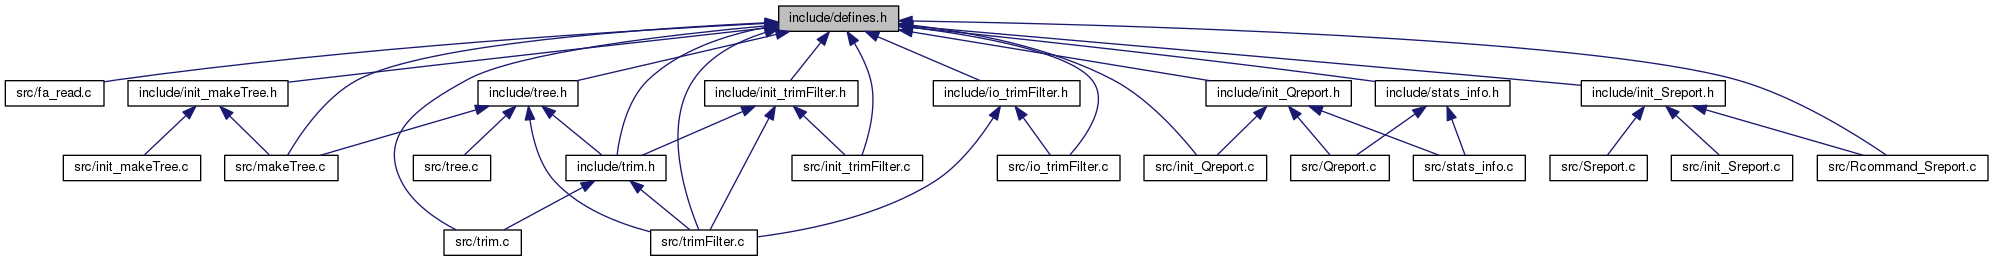 include/defines.h
src/fa_read.c
include/init_makeTree.h
include/tree.h
include/init_trimFilter.h
include/io_trimFilter.h
include/init_Qreport.h
include/stats_info.h
include/init_Sreport.h
src/init_makeTree.c
src/makeTree.c
src/tree.c
include/trim.h
src/init_trimFilter.c
src/io_trimFilter.c
src/init_Qreport.c
src/Qreport.c
src/stats_info.c
src/Sreport.c
src/init_Sreport.c
src/Rcommand_Sreport.c
src/trim.c
src/trimFilter.c